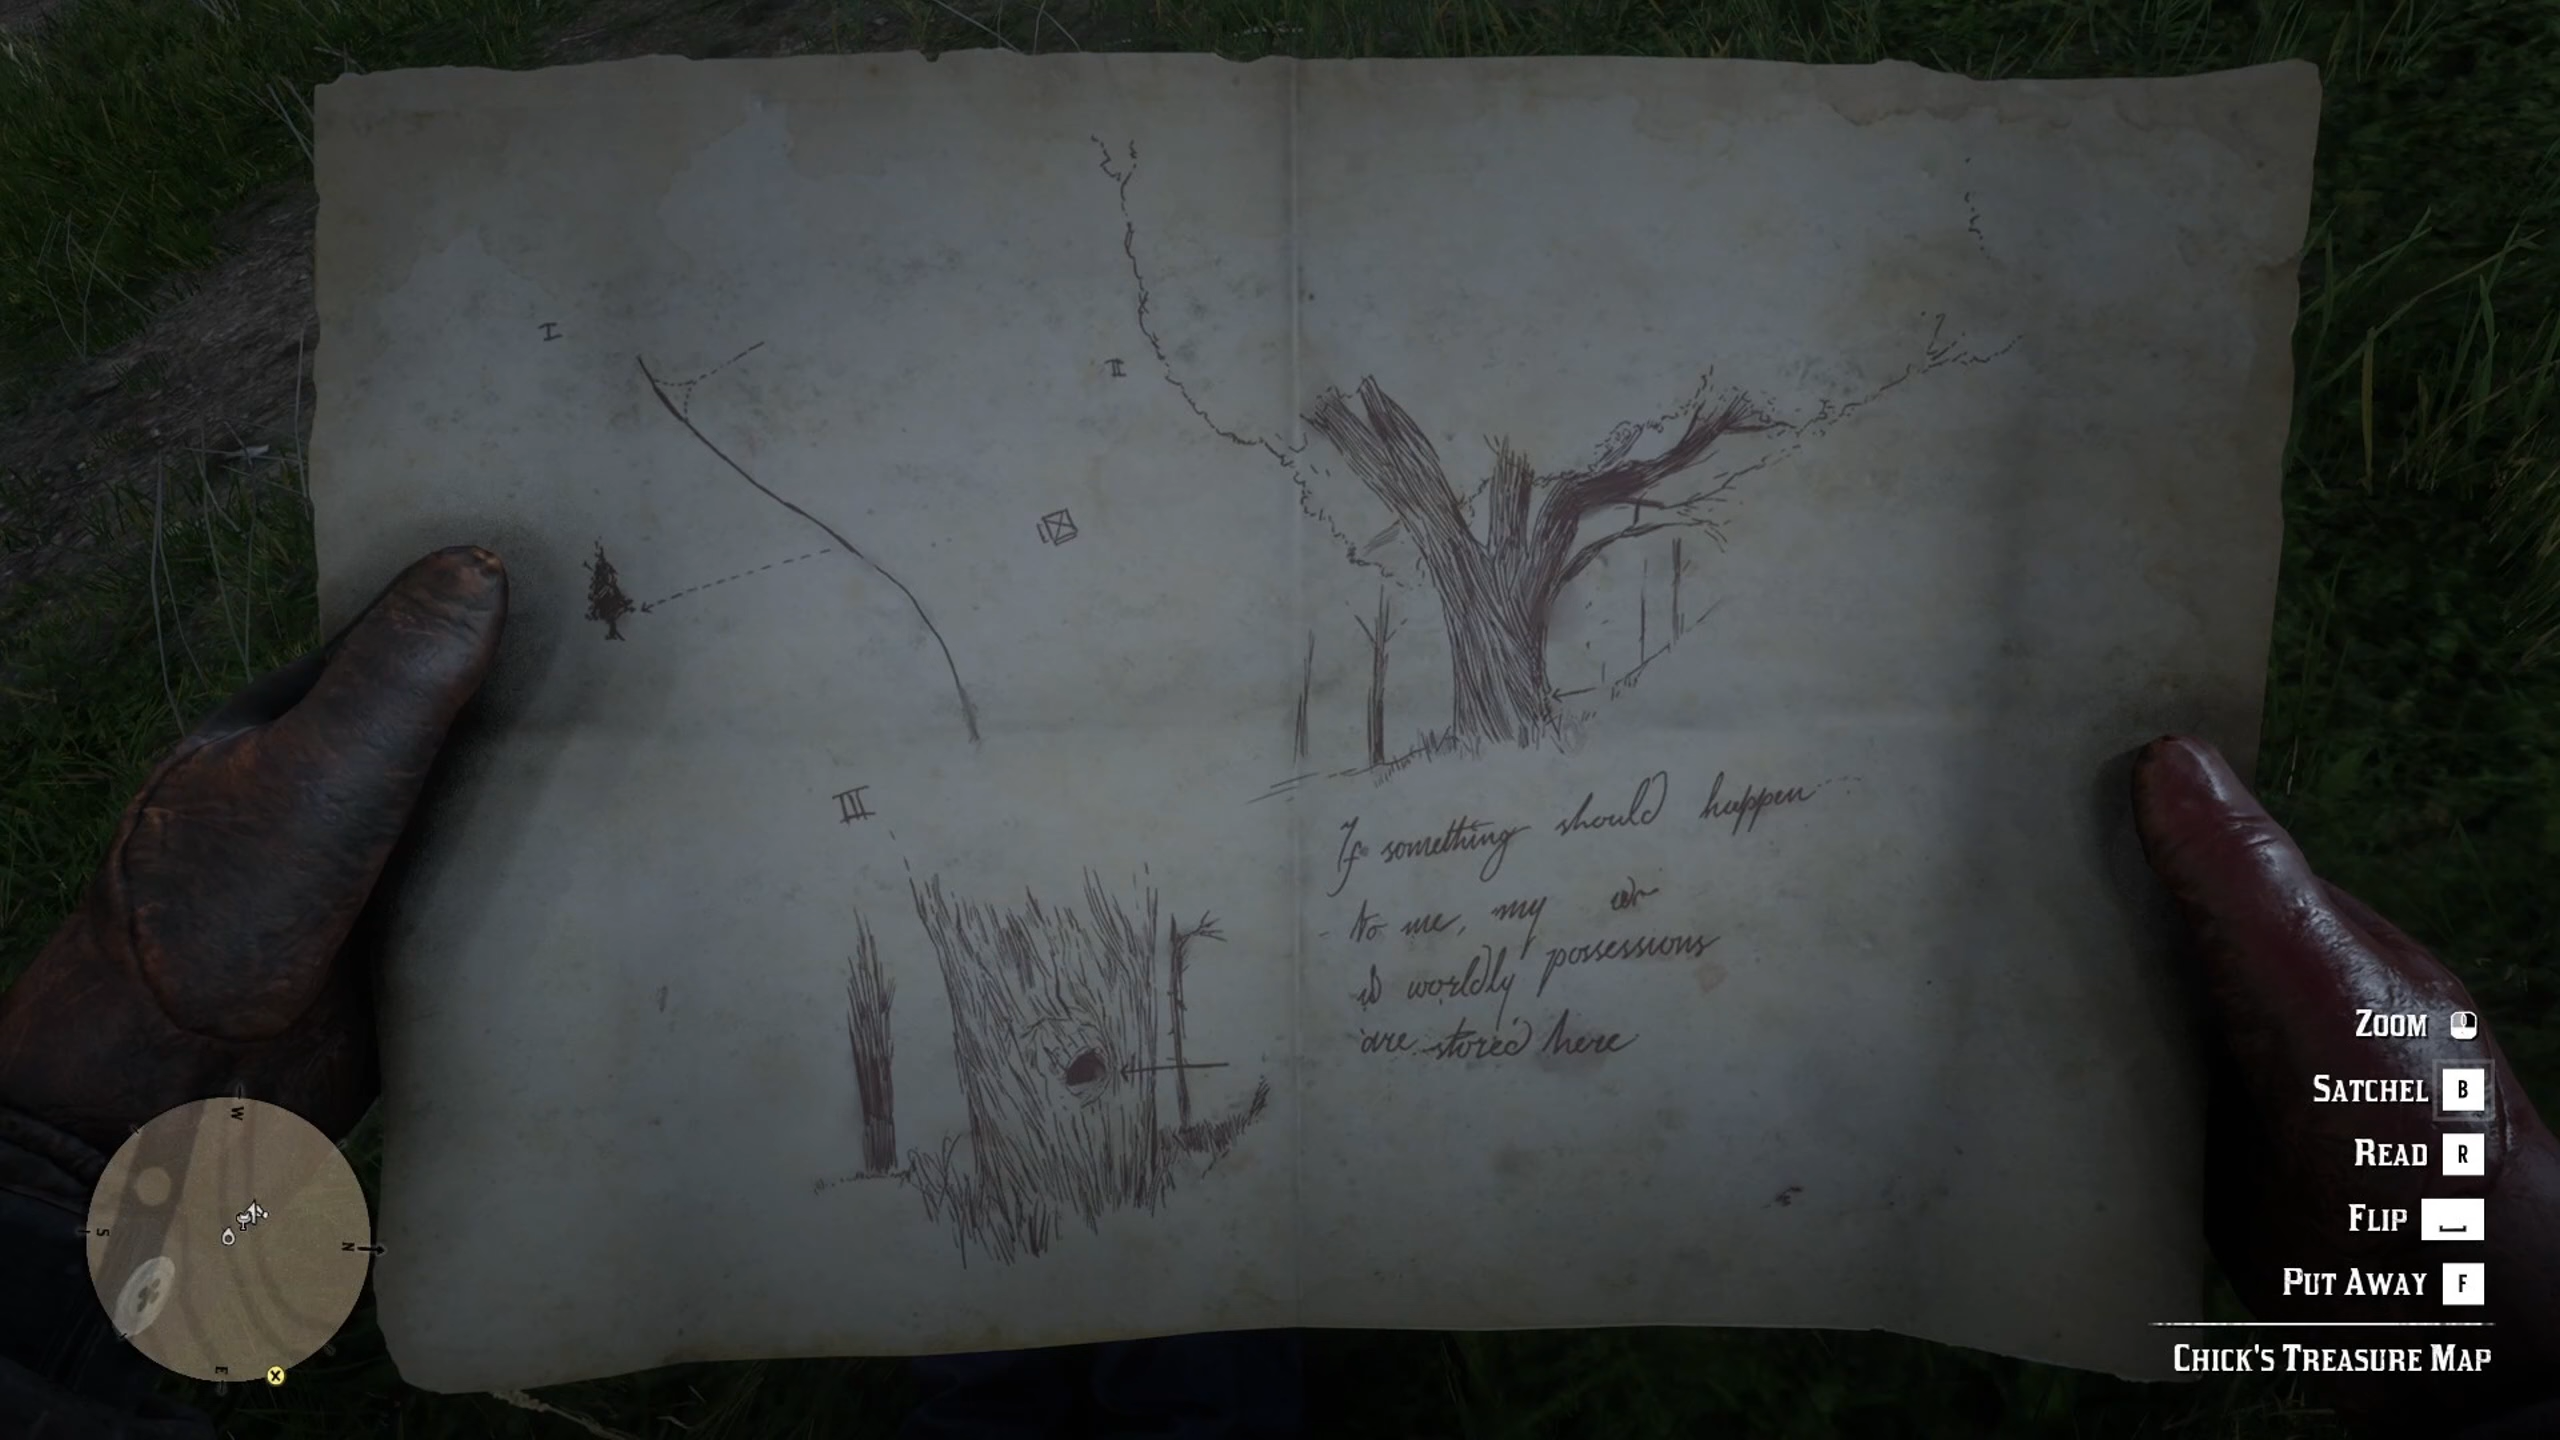 I
II
III
If something should happen
to me, my
worldly possessions
are stored here
W
S
N
E
X
ZOOM
SATCHEL B
READ R
FLIP
PUT AWAY F
CHICK'S TREASURE MAP